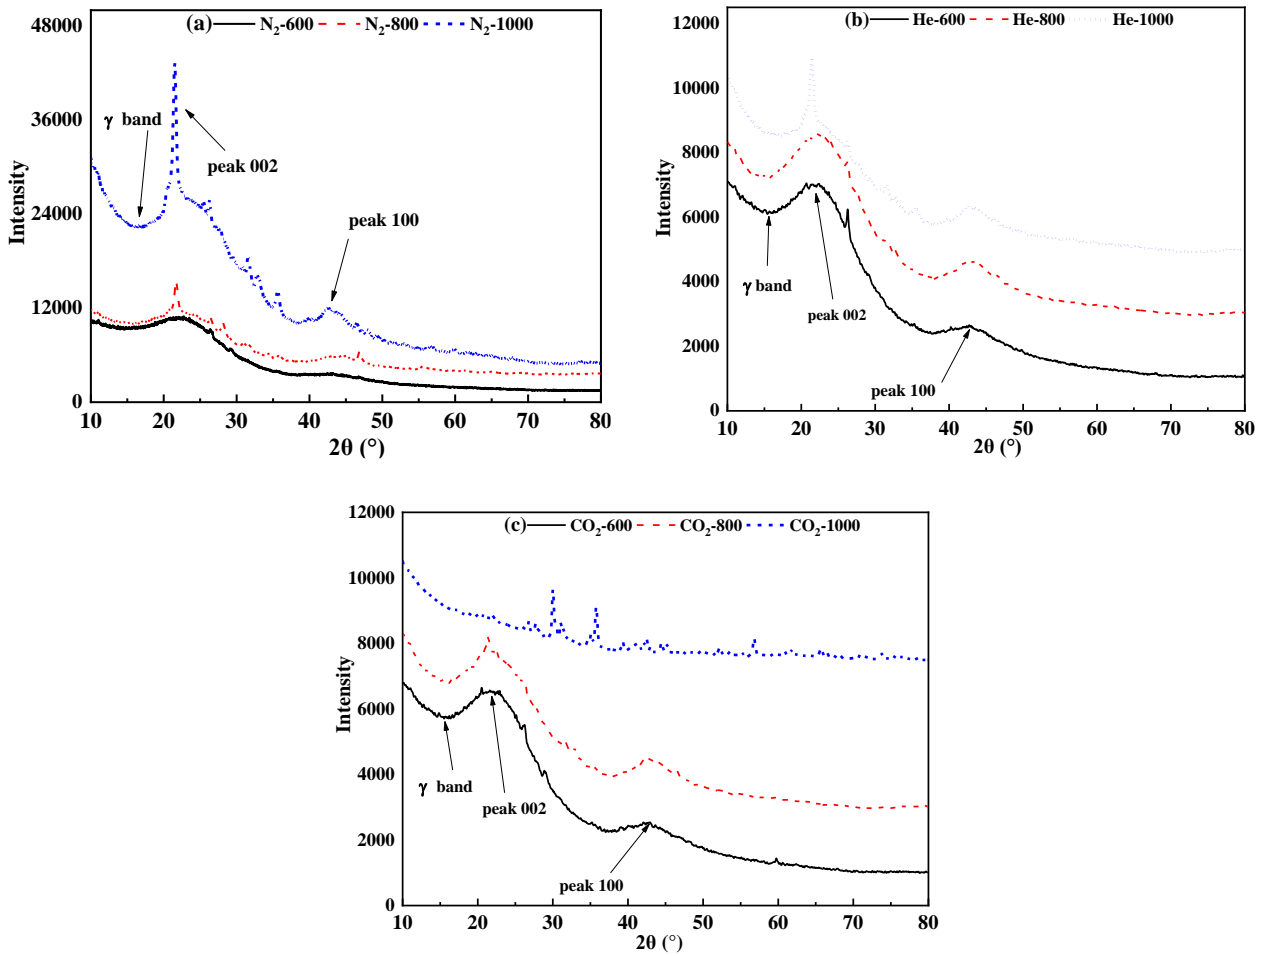 (a) N₂-600 N₂-800 N₂-1000
48000
36000
24000
12000
0
Intensity
γ band
peak 002
peak 100
10 20 30 40 50 60 70 80
2θ (°)
(b) He-600 He-800 He-1000
12000
10000
8000
6000
4000
2000
0
Intensity
γ band
peak 002
peak 100
10 20 30 40 50 60 70 80
2θ (°)
(c) CO₂-600 CO₂-800 CO₂-1000
12000
10000
8000
6000
4000
2000
0
Intensity
γ band
peak 002
peak 100
10 20 30 40 50 60 70 80
2θ (°)